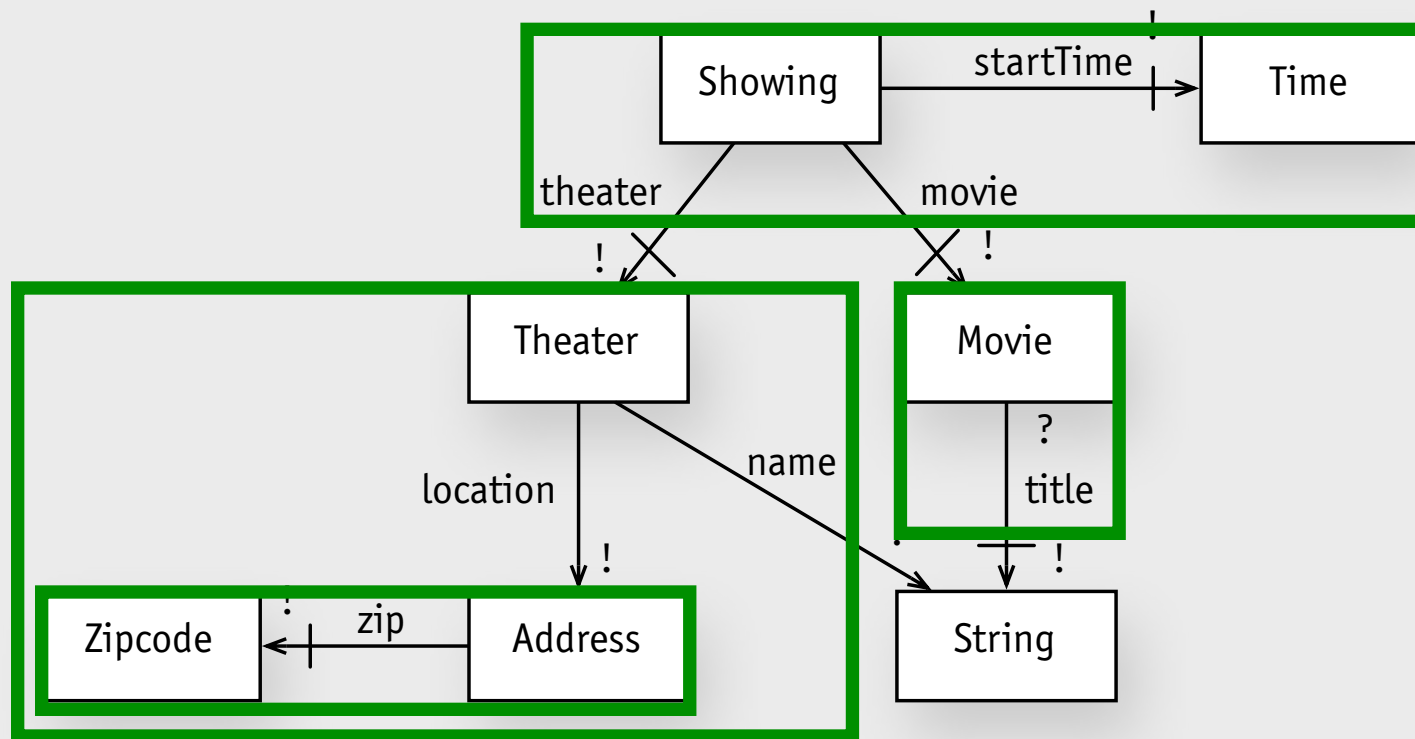 !
startTime
Showing
Time
theater
movie
!
!
Theater
Movie
?
name
location
title
!
!
!
zip
Zipcode
Address
String